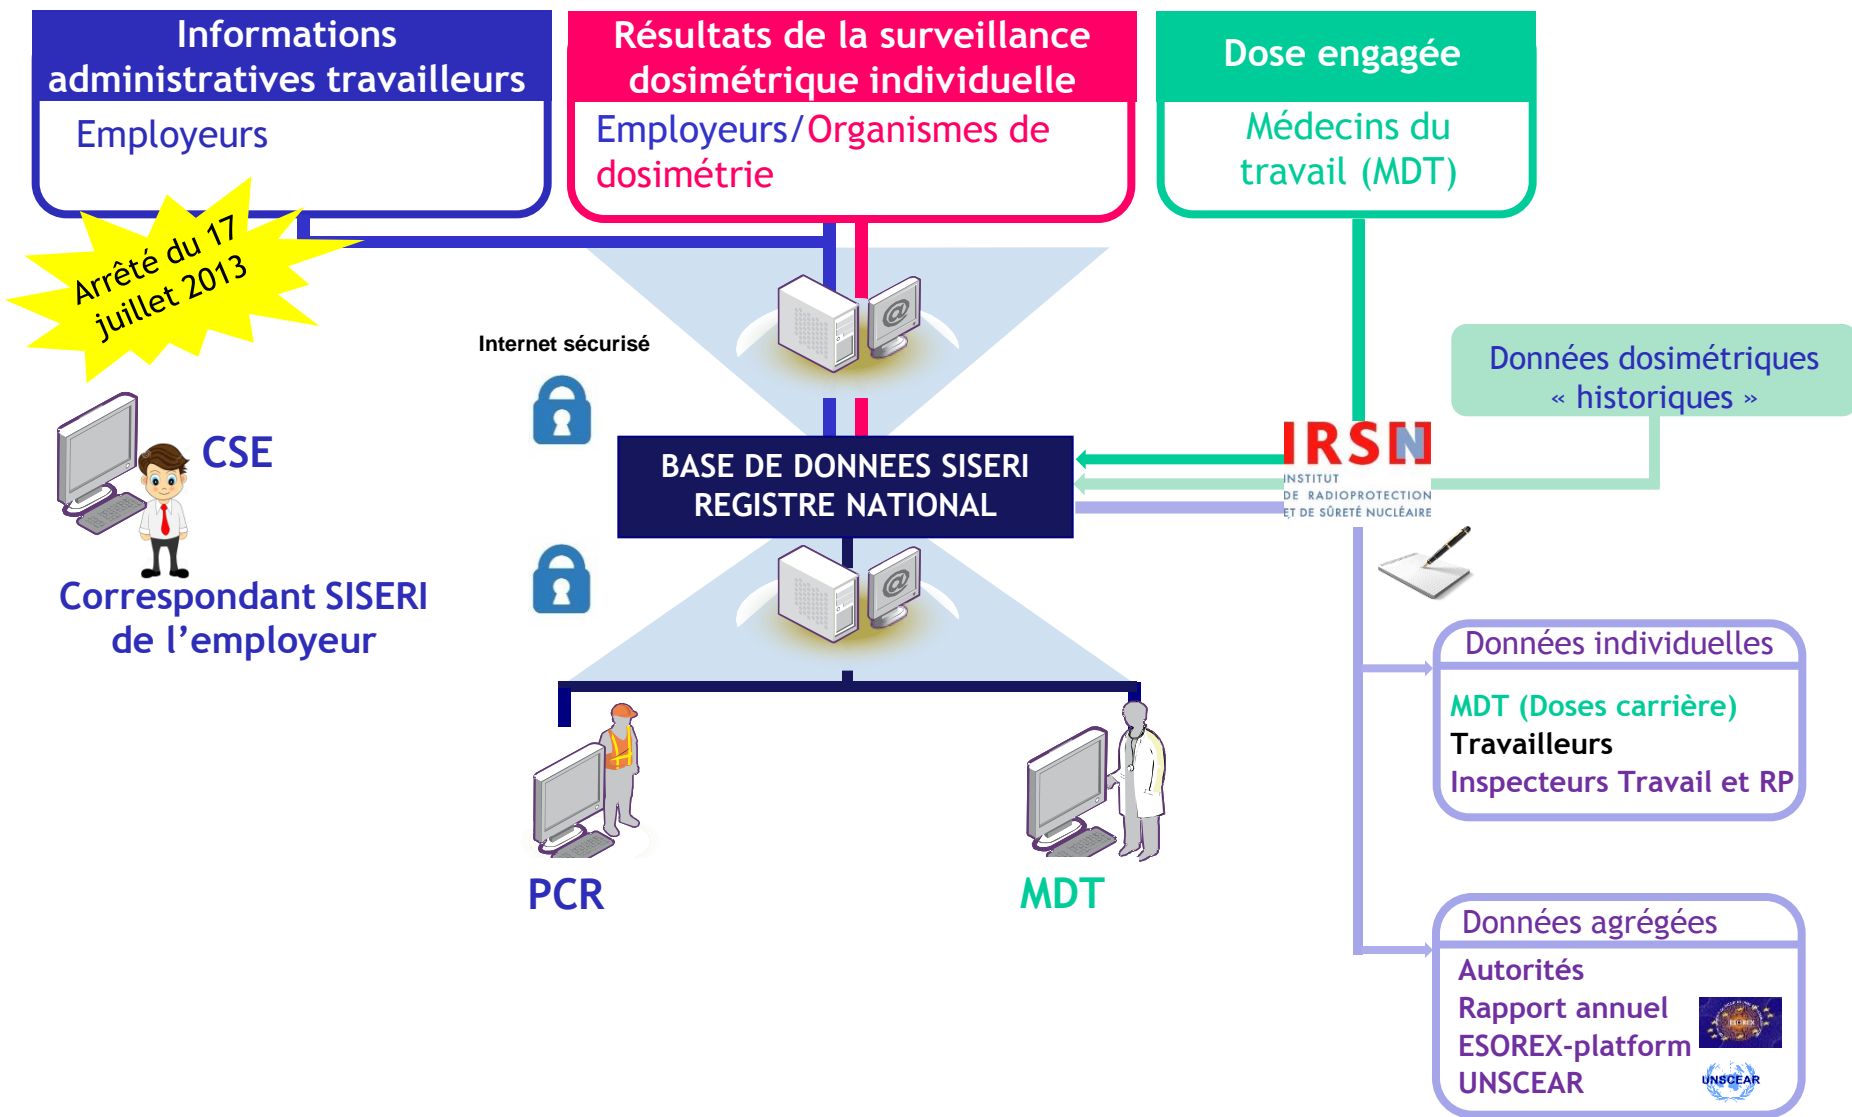 Informations
administratives travailleurs
Employeurs
Résultats de la surveillance
dosimétrique individuelle
Employeurs/Organismes de
dosimétrie
Dose engagée
Médecins du
travail (MDT)
Arrêté du 17
juillet 2013
Internet sécurisé
@
Données dosimétriques
« historiques »
CSE
Correspondant SISERI
de l’employeur
BASE DE DONNEES SISERI
REGISTRE NATIONAL
IRSN
INSTITUT
DE RADIOPROTECTION
ET DE SÛRETÉ NUCLÉAIRE
@
PCR
MDT
Données individuelles
MDT (Doses carrière)
Travailleurs
Inspecteurs Travail et RP
Données agrégées
Autorités
Rapport annuel
ESOREX-platform
UNSCEAR
ESOREX
UNSCEAR